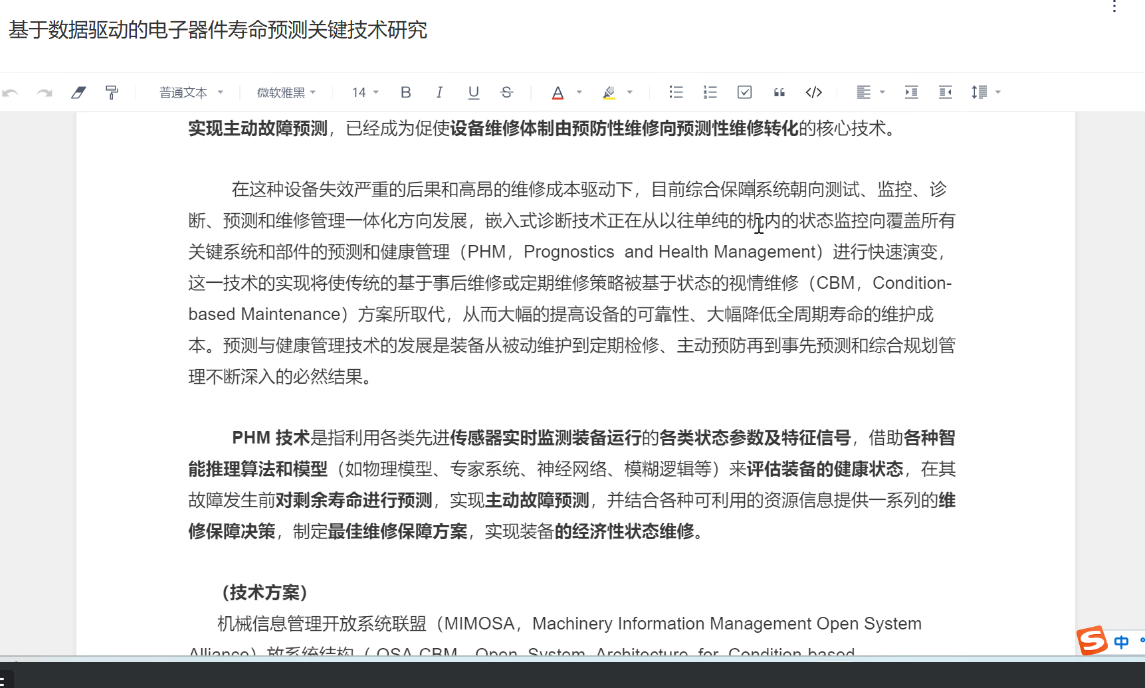 基于数据驱动的电子器件寿命预测关键技术研究
普通文本 微软雅黑 14 B I U S A
实现主动故障预测，已经成为促使设备维修体制由预防性维修向预测性维修转化的核心技术。
在这种设备失效严重的后果和高昂的维修成本驱动下，目前综合保障系统朝向测试、监控、诊
断、预测和维修管理一体化方向发展，嵌入式诊断技术正在从以往单纯的机内的状态监控向覆盖所有
关键系统和部件的预测和健康管理（PHM，Prognostics and Health Management）进行快速演变，
这一技术的实现将使传统的基于事后维修或定期维修策略被基于状态的视情维修（CBM，Condition-
based Maintenance）方案所取代，从而大幅的提高设备的可靠性、大幅降低全周期寿命的维护成
本。预测与健康管理技术的发展是装备从被动维护到定期检修、主动预防再到事先预测和综合规划管
理不断深入的必然结果。
PHM 技术是指利用各类先进传感器实时监测装备运行的各类状态参数及特征信号，借助各种智
能推理算法和模型（如物理模型、专家系统、神经网络、模糊逻辑等）来评估装备的健康状态，在其
故障发生前对剩余寿命进行预测，实现主动故障预测，并结合各种可利用的资源信息提供一系列的维
修保障决策，制定最佳维修保障方案，实现装备的经济性状态维修。
（技术方案）
机械信息管理开放系统联盟（MIMOSA，Machinery Information Management Open System
Alliance）放系统结构（ OSA-CBM，Open System Architecture for Condition-based
S 中